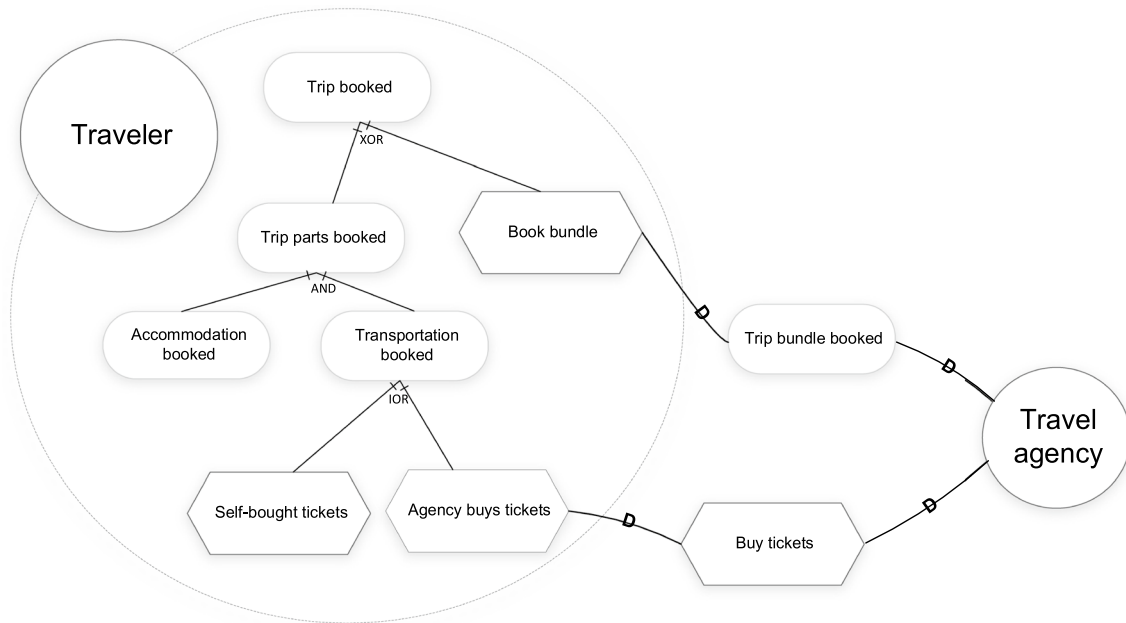 Traveler
Trip booked
XOR
Trip parts booked
Book bundle
AND
Accommodation
booked
Transportation
booked
IOR
Self-bought tickets
Agency buys tickets
D
Trip bundle booked
D
Travel
agency
D
Buy tickets
D